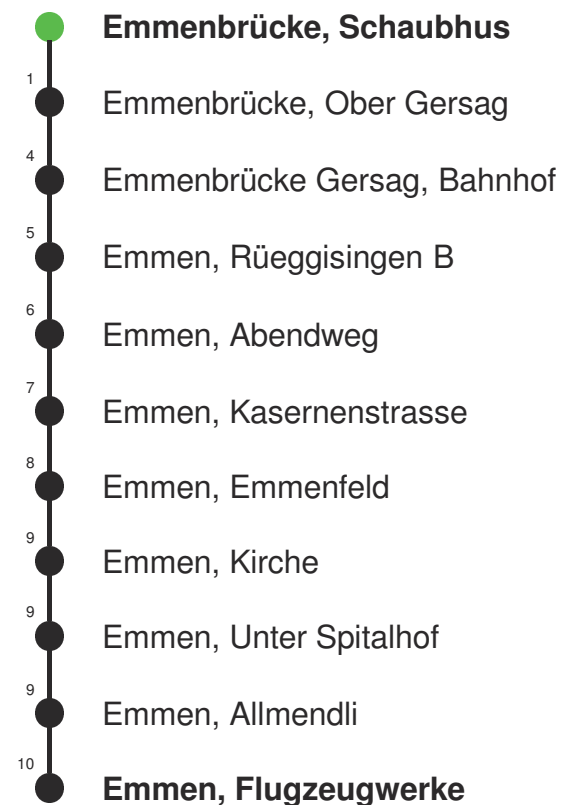 Emmenbrücke, Schaubhus
1
Emmenbrücke, Ober Gersag
4
Emmenbrücke Gersag, Bahnhof
5
Emmen, Rüeggisingen B
6
Emmen, Abendweg
7
Emmen, Kasernenstrasse
8
Emmen, Emmenfeld
9
Emmen, Kirche
9
Emmen, Unter Spitalhof
9
Emmen, Allmendli
10
Emmen, Flugzeugwerke